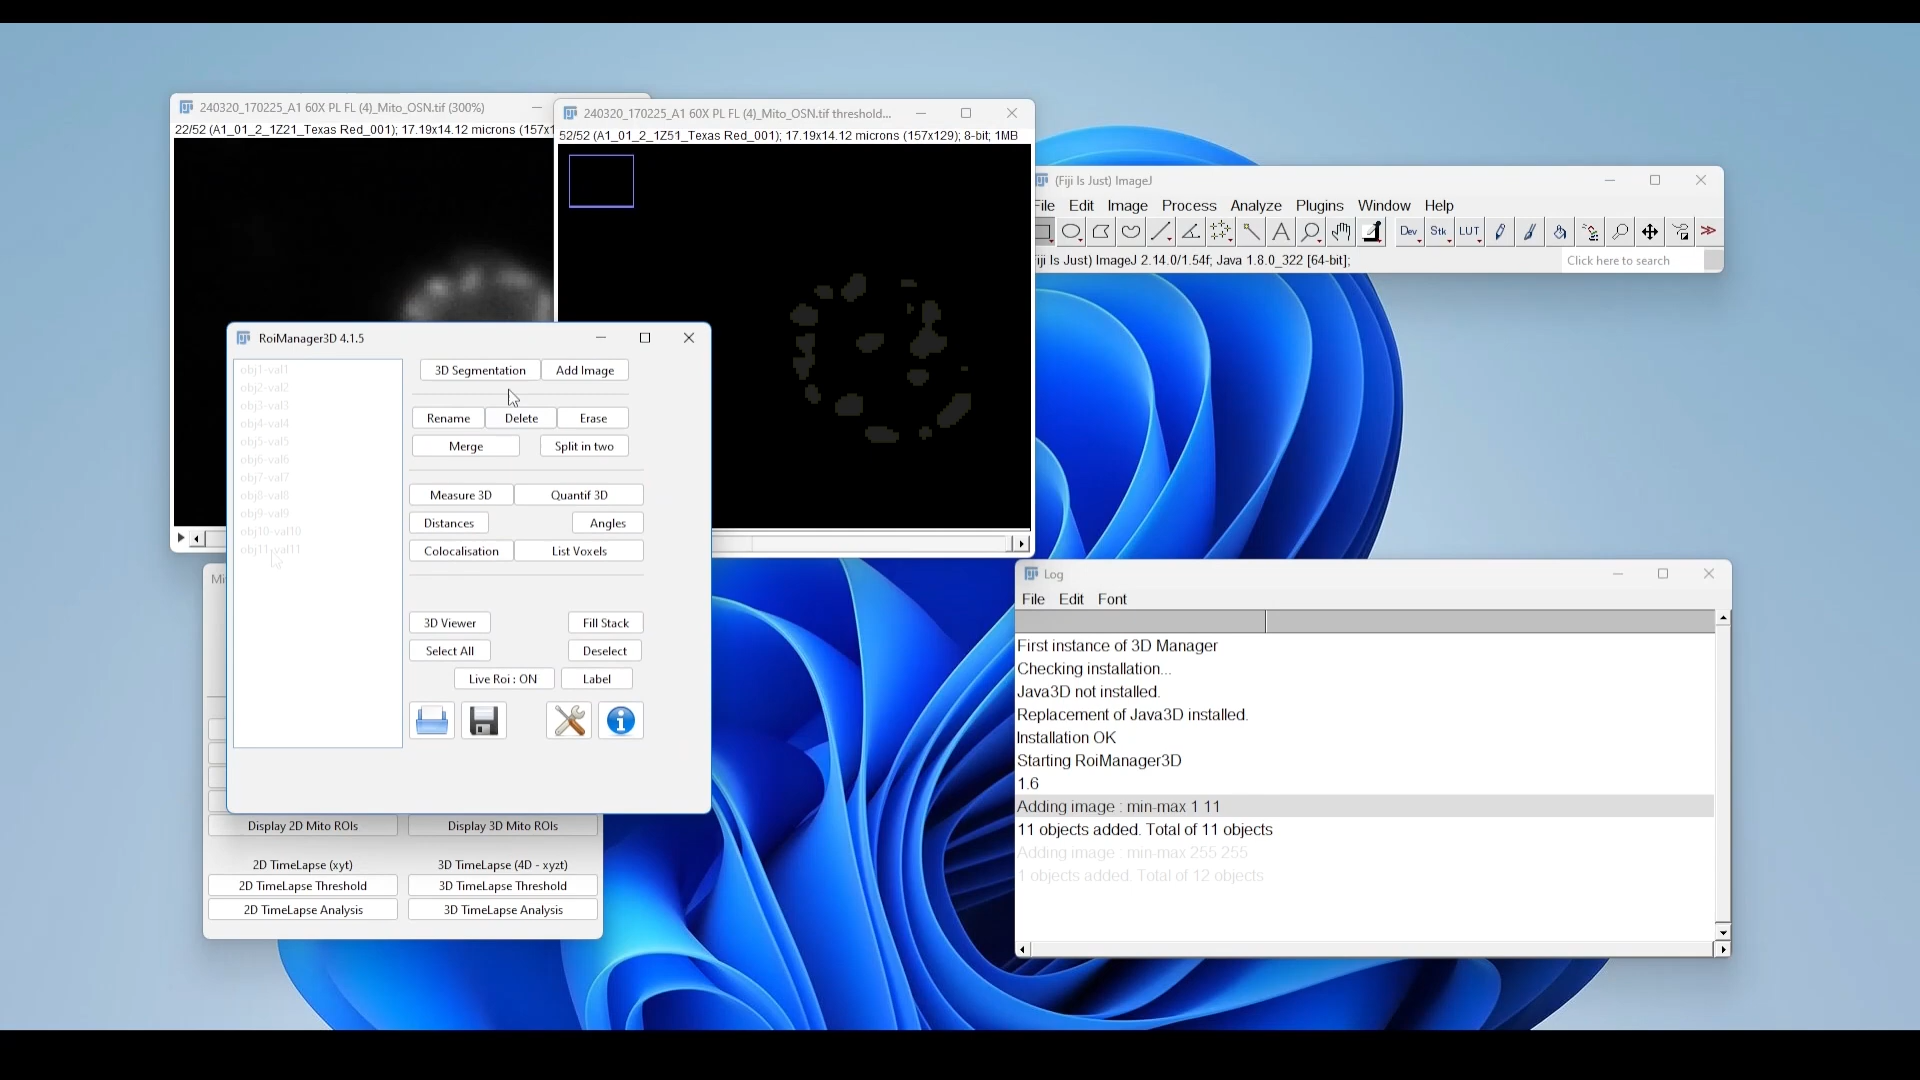 240320_170225_A1 60X PL FL (4)_Mito_OSN.tif (300%)
22/52 (A1_01_2_1Z21_Texas Red_001); 17.19x14.12 microns (157x1
240320_170225_A1 60X PL FL (4)_Mito_OSN.tif threshold...
52/52 (A1_01_2_1Z51_Texas Red_001); 17.19x14.12 microns (157x129); 8-bit; 1MB
(Fiji Is Just) ImageJ
File Edit Image Process Analyze Plugins Window Help
Dev Stk LUT
iji Is Just) ImageJ 2.14.0/1.54f; Java 1.8.0_322 [64-bit];
Click here to search
RoiManager3D 4.1.5
obj1-val1
obj2-val2
obj3-val3
obj4-val4
obj5-val5
obj6-val6
obj7-val7
obj8-val8
obj9-val9
obj10-val10
obj11-val11
3D Segmentation Add Image
Rename Delete Erase
Merge Split in two
Measure 3D Quantif 3D
Distances Angles
Colocalisation List Voxels
3D Viewer Fill Stack
Select All Deselect
Live Roi : ON Label
Mi
Display 2D Mito ROIs Display 3D Mito ROIs
2D TimeLapse (xyt) 3D TimeLapse (4D - xyzt)
2D TimeLapse Threshold 3D TimeLapse Threshold
2D TimeLapse Analysis 3D TimeLapse Analysis
Log
File Edit Font
First instance of 3D Manager
Checking installation...
Java3D not installed.
Replacement of Java3D installed.
Installation OK
Starting RoiManager3D
1.6
Adding image : min-max 1 11
11 objects added. Total of 11 objects
Adding image : min-max 255 255
1 objects added. Total of 12 objects